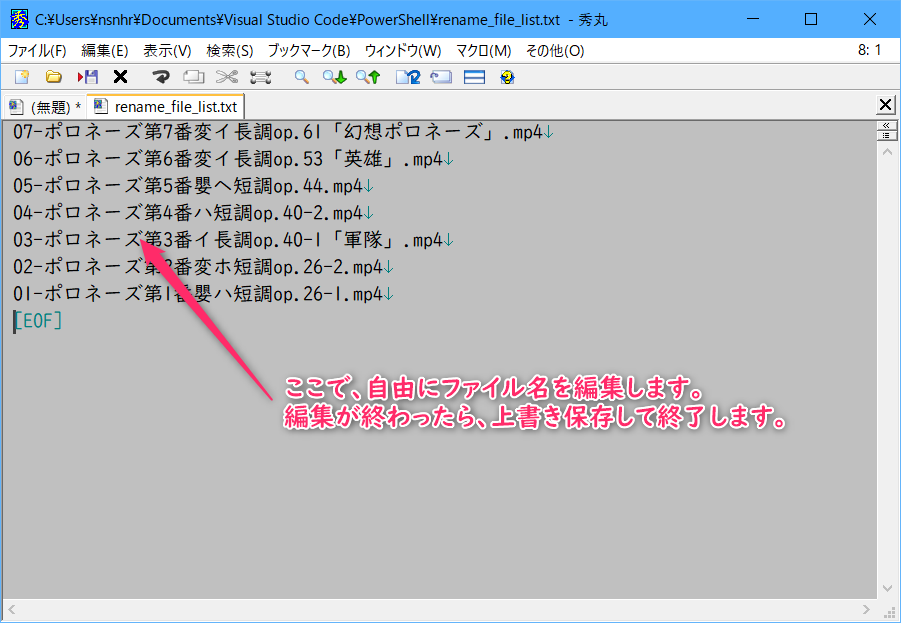 C:¥Users¥nsnhr¥Documents¥Visual Studio Code¥PowerShell¥rename_file_list.txt - 秀丸
ファイル(F) 編集(E) 表示(V) 検索(S) ブックマーク(B) ウィンドウ(W) マクロ(M) その他(O) 8: 1
(無題) * rename_file_list.txt
07-ポロネーズ第7番変イ長調op.61「幻想ポロネーズ」.mp4↓
06-ポロネーズ第6番変イ長調op.53「英雄」.mp4↓
05-ポロネーズ第5番嬰ヘ短調op.44.mp4↓
04-ポロネーズ第4番ハ短調op.40-2.mp4↓
03-ポロネーズ第3番イ長調op.40-1「軍隊」.mp4↓
02-ポロネーズ第2番変ホ短調op.26-2.mp4↓
01-ポロネーズ第1番嬰ハ短調op.26-1.mp4↓
[EOF]
ここで、自由にファイル名を編集します。
編集が終わったら、上書き保存して終了します。